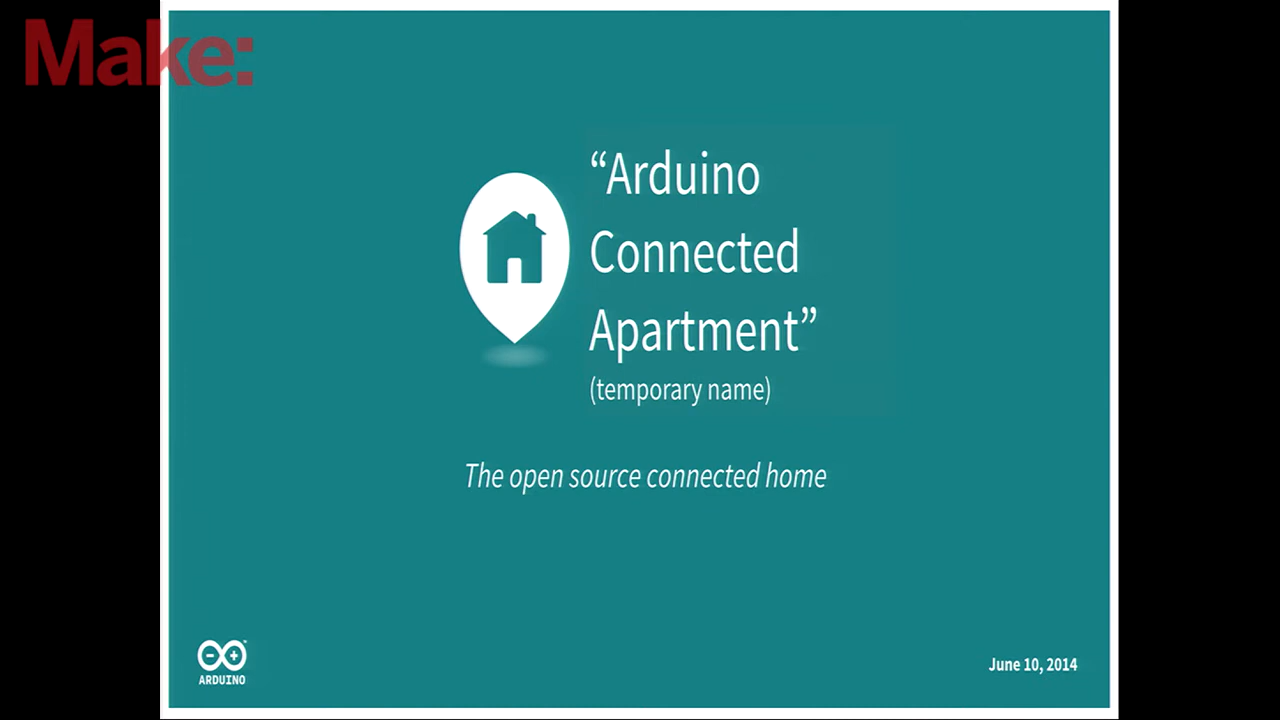 Make:
“Arduino
Connected
Apartment”
(temporary name)
The open source connected home
ARDUINO
June 10, 2014